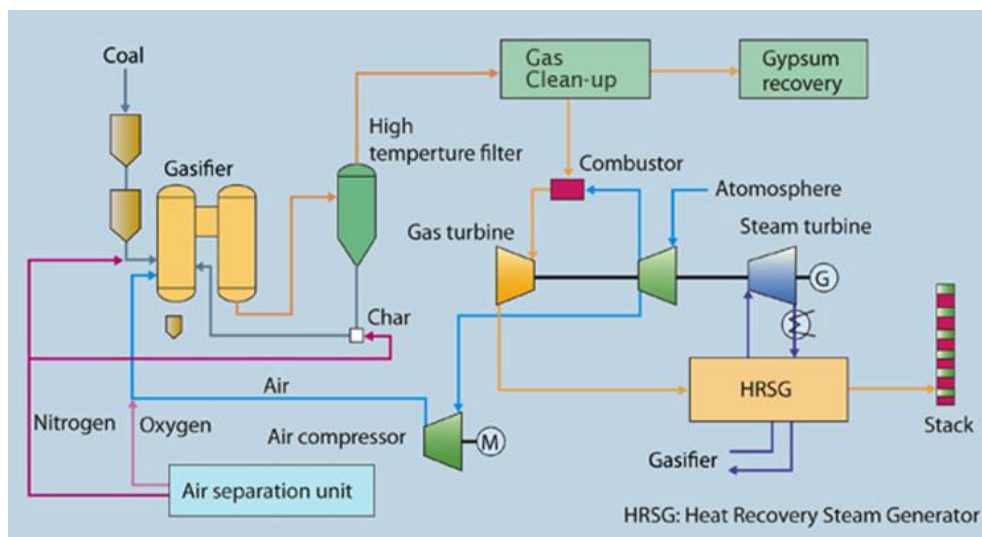 Coal
Gas
Clean-up
Gypsum
recovery
High
temperture filter
Gasifier
Combustor
Atomosphere
Gas turbine
Steam turbine
G
Char
HRSG
Air
Nitrogen
Oxygen
Air compressor
M
Stack
Gasifier
Air separation unit
HRSG: Heat Recovery Steam Generator